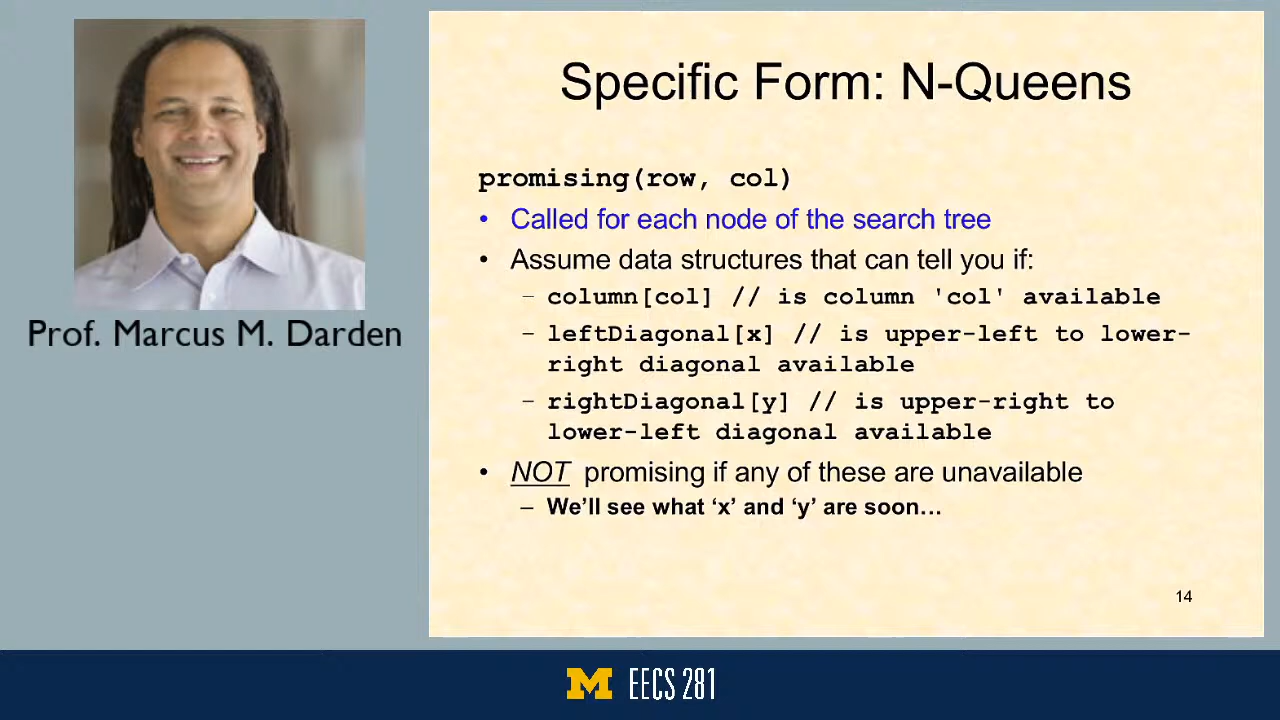 Specific Form: N-Queens
promising(row, col)
• Called for each node of the search tree
• Assume data structures that can tell you if:
– column[col] // is column 'col' available
– leftDiagonal[x] // is upper-left to lower-
right diagonal available
– rightDiagonal[y] // is upper-right to
lower-left diagonal available
• NOT promising if any of these are unavailable
– We’ll see what ‘x’ and ‘y’ are soon…
14
Prof. Marcus M. Darden
M EECS 281